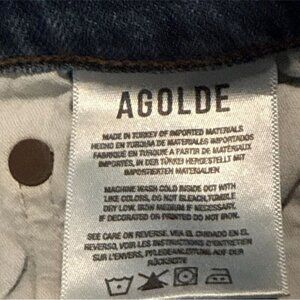 AGOLDE
MADE IN TURKEY OF IMPORTED MATERIALS
HECHO EN TURQUIA DE MATERIALES IMPORTADOS
FABRIQUÉ EN TURQUIE A PARTIR DE MATÉRIAUX
IMPORTÉS, IN DER TÜRKEI HERGESTELLT MIT
IMPORTIERTEN MATERIALIEN
MACHINE WASH COLD INSIDE OUT WITH
LIKE COLORS, DO NOT BLEACH, TUMBLE
DRY LOW. IRON MEDIUM IF NECESSARY.
IF DECORATED OR PRINTED DO NOT IRON.
SEE CARE ON REVERSE. VEA EL CUIDADO EN EL
REVERSO, VOIR LES INSTRUCTIONS D'ENTRETIEN
SUR L'ENVERS, PFLEGEANLEITUNG AUF DER
RÜCKSEITE